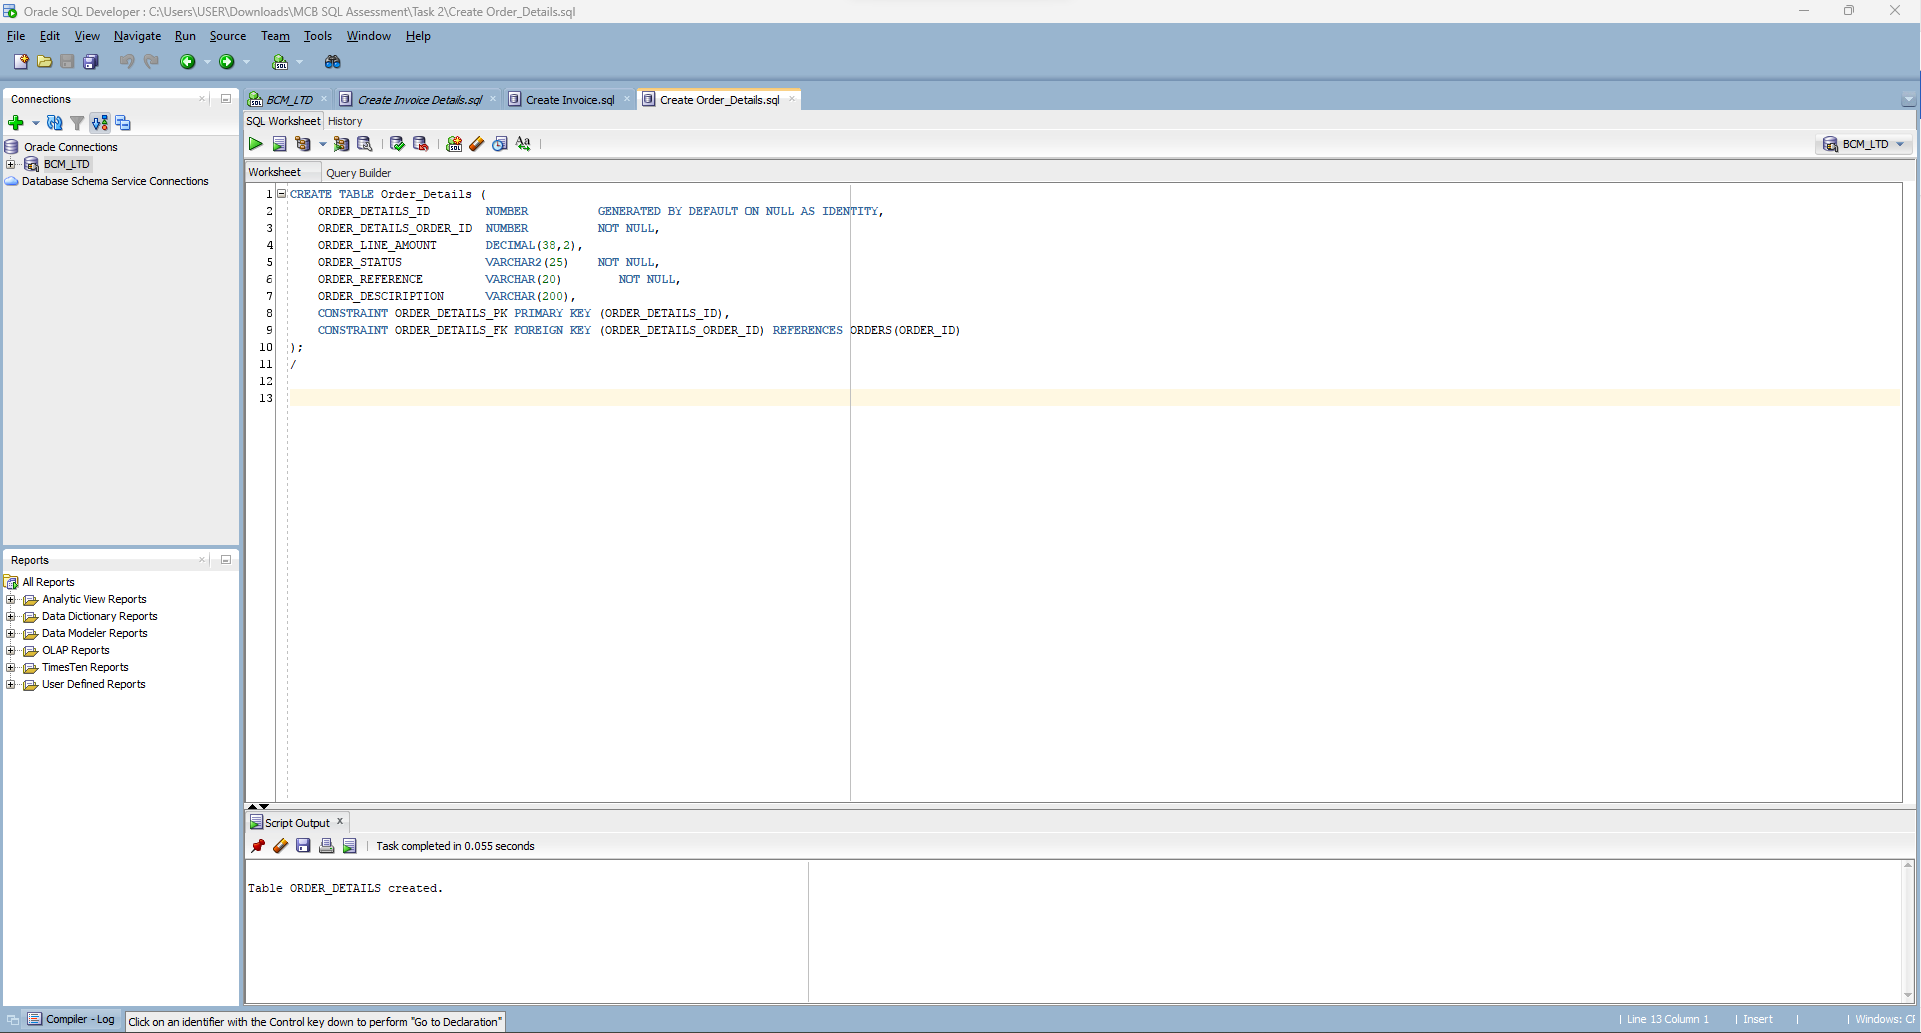 Oracle SQL Developer : C:\Users\USER\Downloads\MCB SQL Assessment\Task 2\Create Order_Details.sql
File Edit View Navigate Run Source Team Tools Window Help
Connections
Oracle Connections
BCM_LTD
Database Schema Service Connections
Reports
All Reports
Analytic View Reports
Data Dictionary Reports
Data Modeler Reports
OLAP Reports
TimesTen Reports
User Defined Reports
BCM_LTD Create Invoice Details.sql Create Invoice.sql Create Order_Details.sql
SQL Worksheet History
Aa
BCM_LTD
Worksheet Query Builder
1 CREATE TABLE Order_Details (
2 ORDER_DETAILS_ID NUMBER GENERATED BY DEFAULT ON NULL AS IDENTITY,
3 ORDER_DETAILS_ORDER_ID NUMBER NOT NULL,
4 ORDER_LINE_AMOUNT DECIMAL(38,2),
5 ORDER_STATUS VARCHAR2(25) NOT NULL,
6 ORDER_REFERENCE VARCHAR(20) NOT NULL,
7 ORDER_DESCIRIPTION VARCHAR(200),
8 CONSTRAINT ORDER_DETAILS_PK PRIMARY KEY (ORDER_DETAILS_ID),
9 CONSTRAINT ORDER_DETAILS_FK FOREIGN KEY (ORDER_DETAILS_ORDER_ID) REFERENCES ORDERS(ORDER_ID)
10 );
11 /
12
13
Script Output
Task completed in 0.055 seconds
Table ORDER_DETAILS created.
Compiler - Log Click on an identifier with the Control key down to perform "Go to Declaration"
Line 13 Column 1 Insert Windows: CF